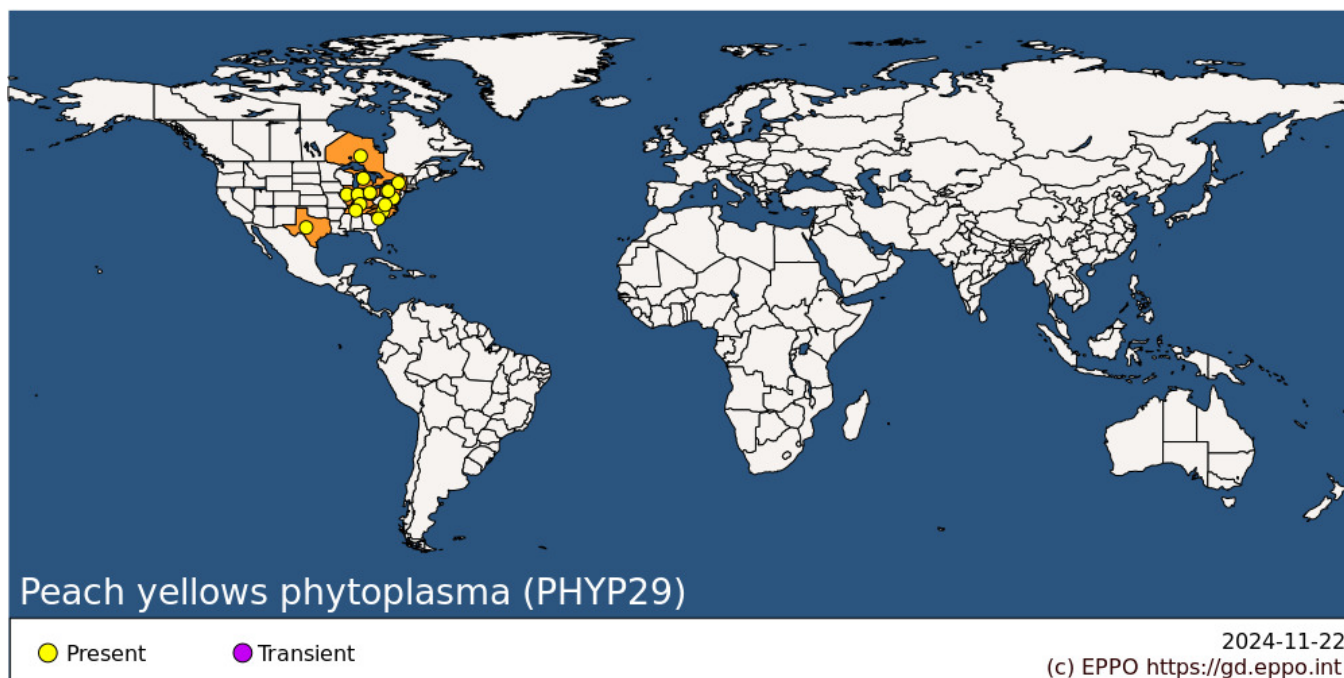 Peach yellows phytoplasma (PHYP29)
Present
Transient
2024-11-22
(c) EPPO https://gd.eppo.int